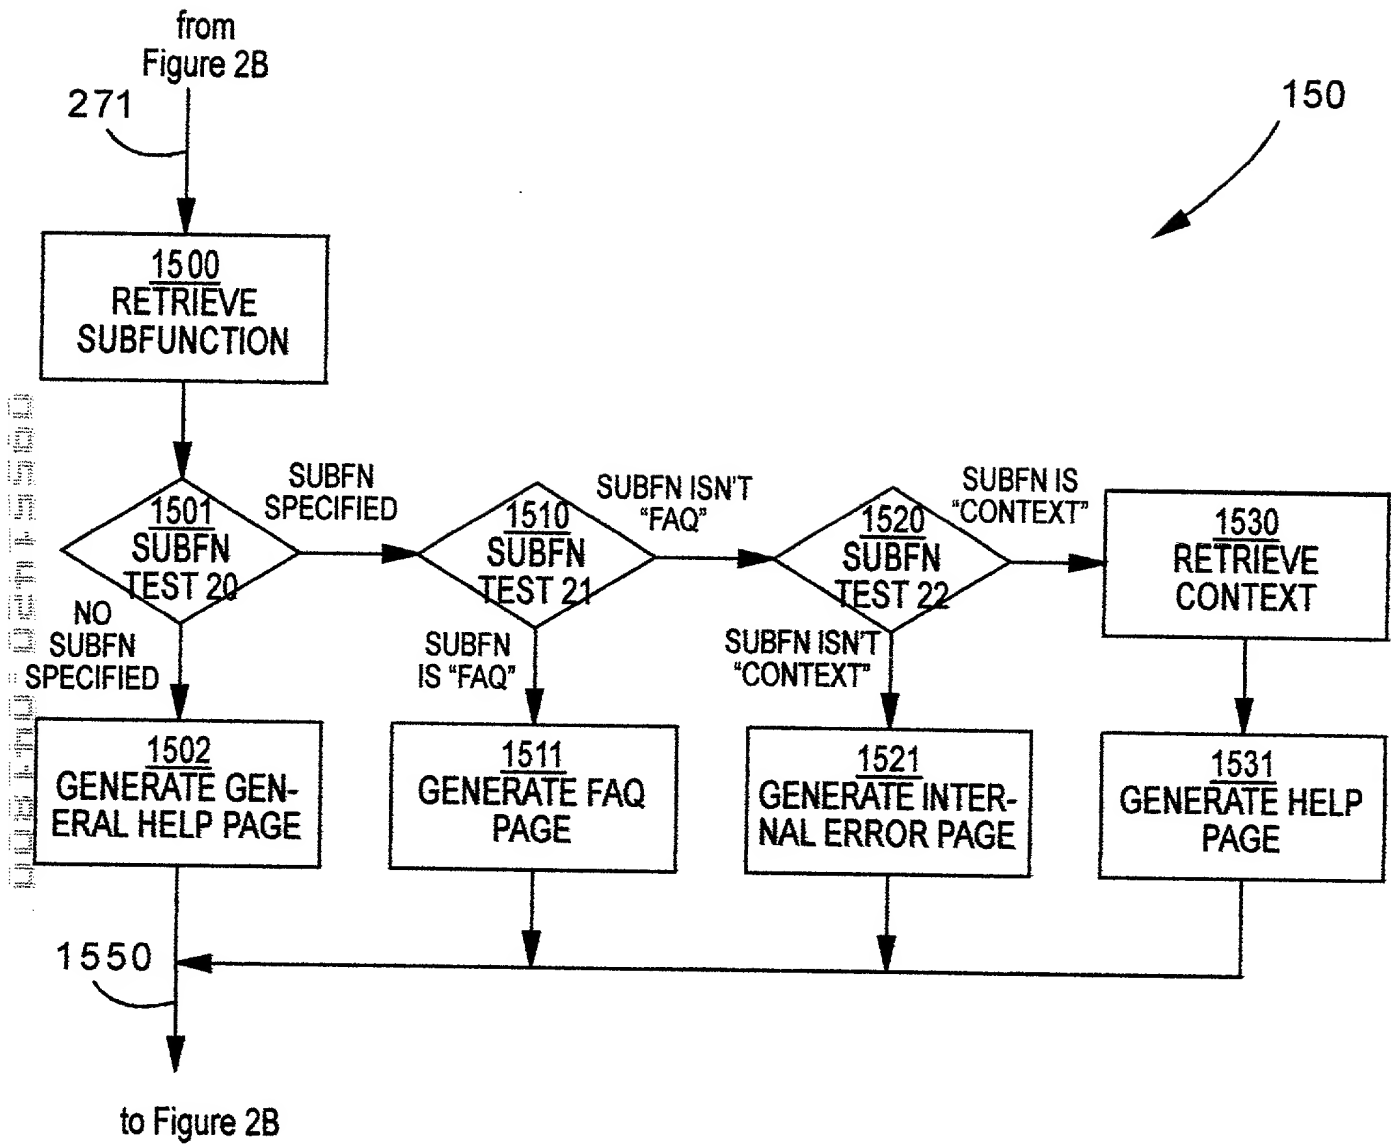 from
Figure 2B
271
150
1500
RETRIEVE
SUBFUNCTION
SUBFN
SPECIFIED
SUBFN ISN'T
“FAQ”
SUBFN IS
“CONTEXT”
1501
SUBFN
TEST 20
1510
SUBFN
TEST 21
1520
SUBFN
TEST 22
1530
RETRIEVE
CONTEXT
NO
SUBFN
SPECIFIED
SUBFN
IS “FAQ”
SUBFN ISN'T
“CONTEXT”
1502
GENERATE GEN-
ERAL HELP PAGE
1511
GENERATE FAQ
PAGE
1521
GENERATE INTER-
NAL ERROR PAGE
1531
GENERATE HELP
PAGE
1550
to Figure 2B